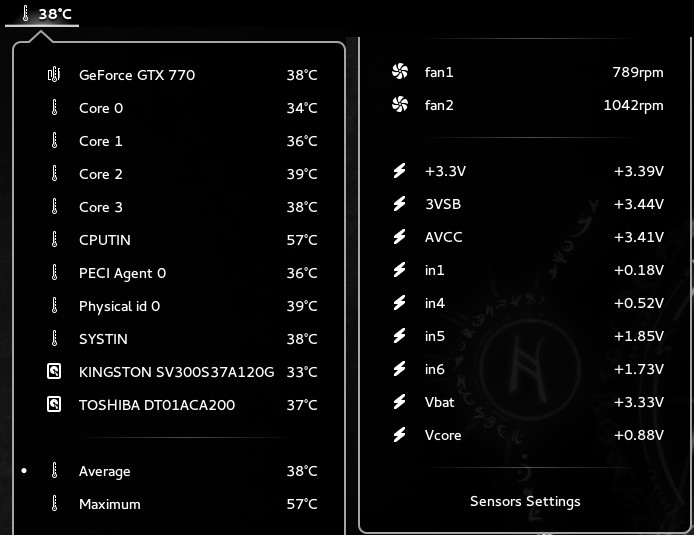 38°C
GeForce GTX 770 38°C
Core 0 34°C
Core 1 36°C
Core 2 39°C
Core 3 38°C
CPUTIN 57°C
PECI Agent 0 36°C
Physical id 0 39°C
SYSTIN 38°C
KINGSTON SV300S37A120G 33°C
TOSHIBA DT01ACA200 37°C
Average 38°C
Maximum 57°C
fan1 789rpm
fan2 1042rpm
+3.3V +3.39V
3VSB +3.44V
AVCC +3.41V
in1 +0.18V
in4 +0.52V
in5 +1.85V
in6 +1.73V
Vbat +3.33V
Vcore +0.88V
Sensors Settings